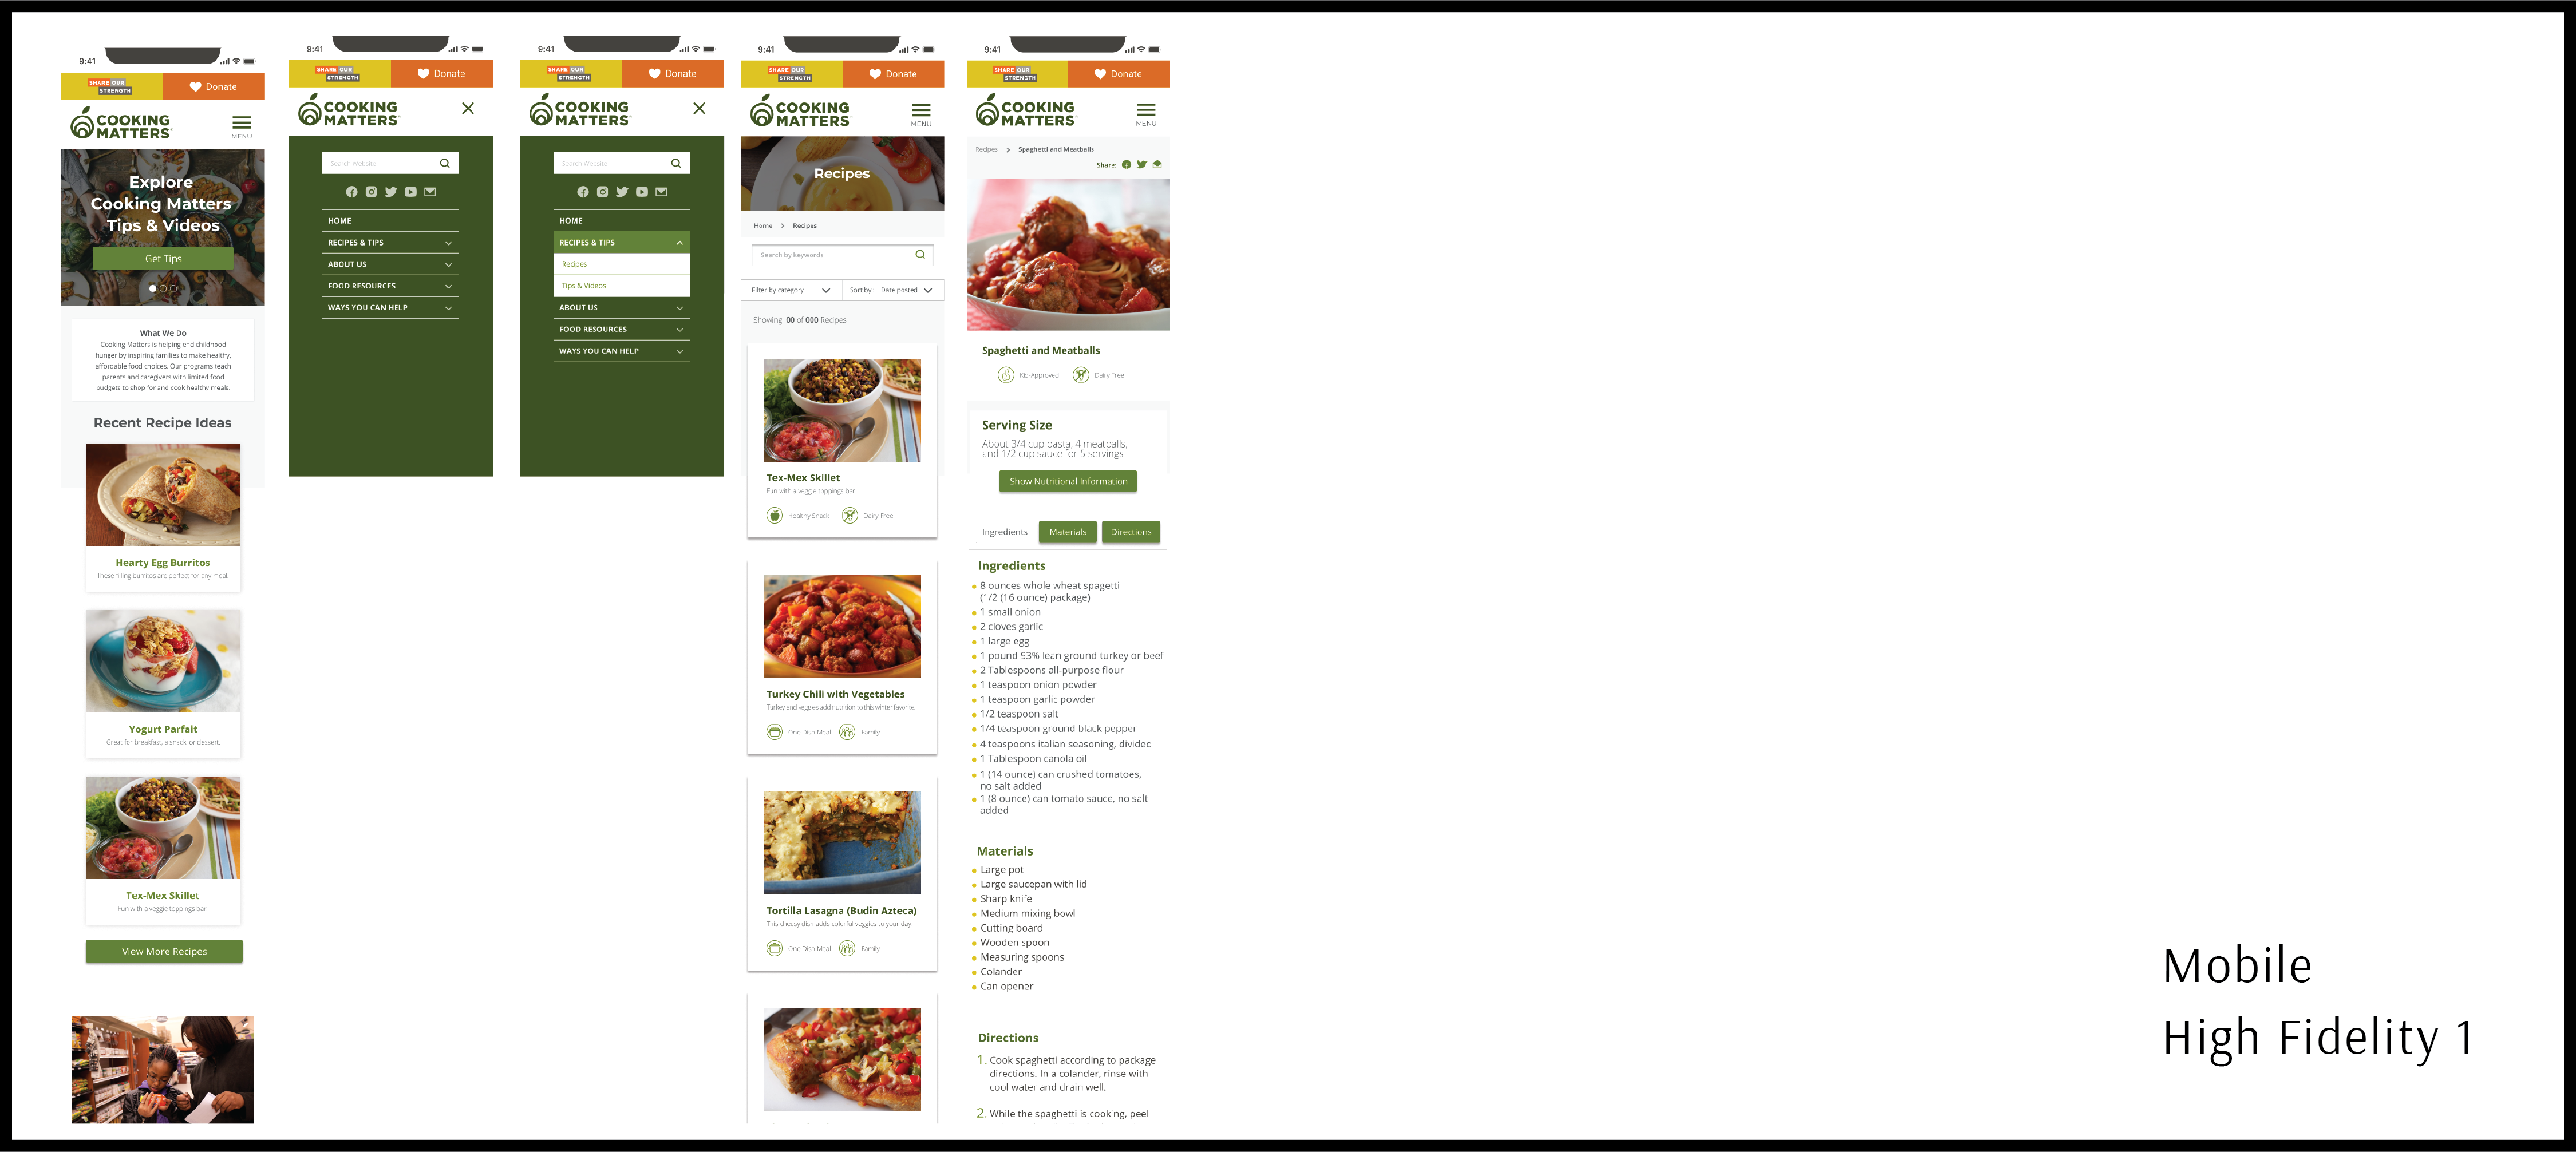 9:41
SHARE OUR
STRENGTH
Donate
COOKING
MATTERS
MENU
Explore
Cooking Matters
Tips & Videos
Get Tips
What We Do
Cooking Matters is helping end childhood
hunger by inspiring families to make healthy,
affordable food choices. Our programs teach
parents and caregivers with limited food
budgets to shop for and cook healthy meals.
Recent Recipe Ideas
Hearty Egg Burritos
These filling burritos are perfect for any meal.
Yogurt Parfait
Great for breakfast, a snack, or dessert.
Tex-Mex Skillet
Fun with a veggie toppings bar.
View More Recipes
9:41
SHARE OUR
STRENGTH
Donate
COOKING
MATTERS
Search Website
HOME
RECIPES & TIPS
ABOUT US
FOOD RESOURCES
WAYS YOU CAN HELP
9:41
SHARE OUR
STRENGTH
Donate
COOKING
MATTERS
Search Website
HOME
RECIPES & TIPS
Recipes
Tips & Videos
ABOUT US
FOOD RESOURCES
WAYS YOU CAN HELP
9:41
SHARE OUR
STRENGTH
Donate
COOKING
MATTERS
MENU
Recipes
Home > Recipes
Search by keywords
Filter by category
Sort by : Date posted
Showing 00 of 000 Recipes
Tex-Mex Skillet
Fun with a veggie toppings bar.
Healthy Snack
Dairy Free
Turkey Chili with Vegetables
Turkey and veggies add nutrition to this winter favorite.
One Dish Meal
Family
Tortilla Lasagna (Budin Azteca)
This cheesy dish adds colorful veggies to your day.
One Dish Meal
Family
9:41
SHARE OUR
STRENGTH
Donate
COOKING
MATTERS
MENU
Recipes > Spaghetti and Meatballs
Share:
Spaghetti and Meatballs
Kid-Approved
Dairy Free
Serving Size
About 3/4 cup pasta, 4 meatballs,
and 1/2 cup sauce for 5 servings
Show Nutritional Information
Ingredients
Materials
Directions
Ingredients
8 ounces whole wheat spagetti
(1/2 (16 ounce) package)
1 small onion
2 cloves garlic
1 large egg
1 pound 93% lean ground turkey or beef
2 Tablespoons all-purpose flour
1 teaspoon onion powder
1 teaspoon garlic powder
1/2 teaspoon salt
1/4 teaspoon ground black pepper
4 teaspoons italian seasoning, divided
1 Tablespoon canola oil
1 (14 ounce) can crushed tomatoes,
no salt added
1 (8 ounce) can tomato sauce, no salt
added
Materials
Large pot
Large saucepan with lid
Sharp knife
Medium mixing bowl
Cutting board
Wooden spoon
Measuring spoons
Colander
Can opener
Directions
1. Cook spaghetti according to package
directions. In a colander, rinse with
cool water and drain well.
2. While the spaghetti is cooking, peel
Mobile
High Fidelity 1